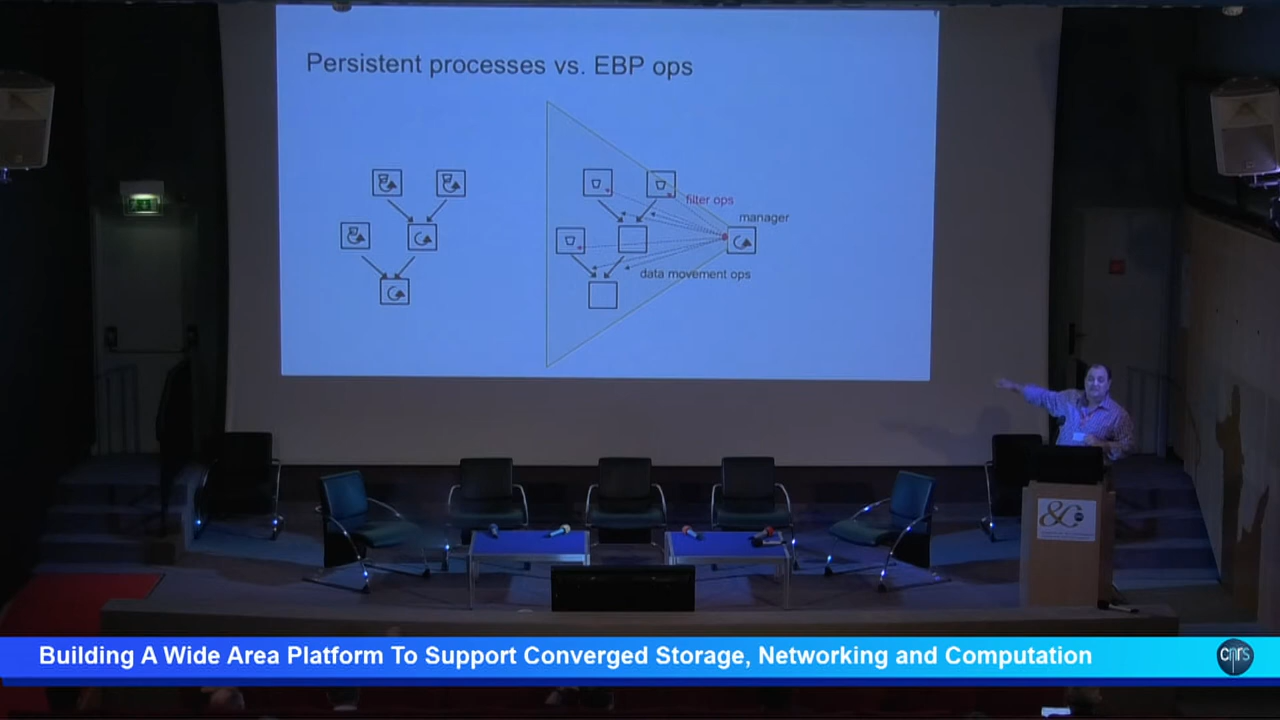 Persistent processes vs. EBP ops
filter ops
manager
data movement ops
&C
Building A Wide Area Platform To Support Converged Storage, Networking and Computation
cnrs